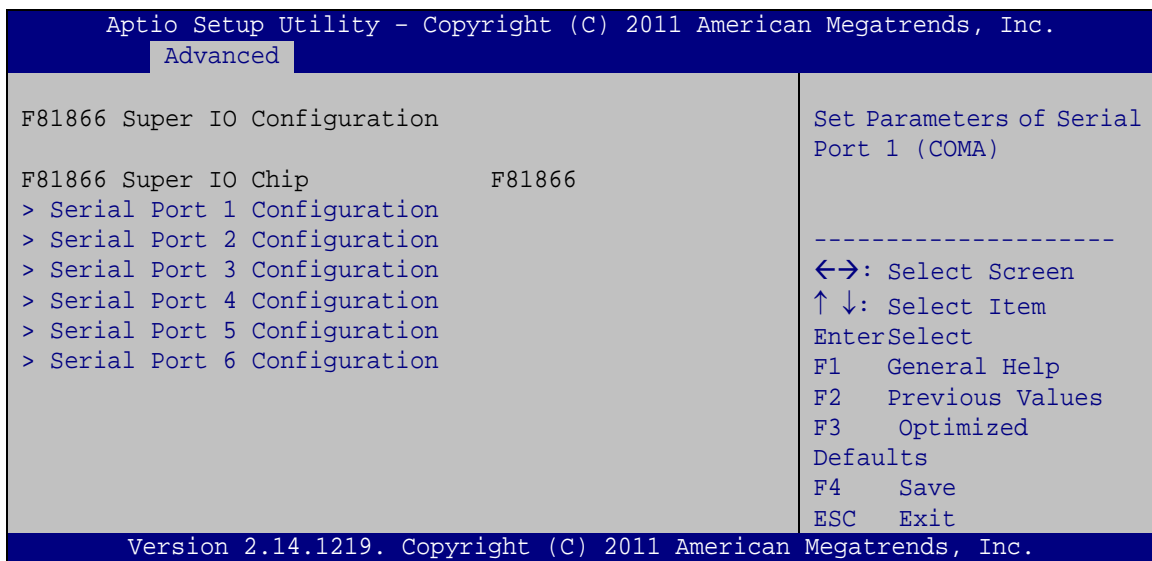 Aptio Setup Utility – Copyright (C) 2011 American Megatrends, Inc.
Advanced
F81866 Super IO Configuration
F81866 Super IO Chip F81866
> Serial Port 1 Configuration
> Serial Port 2 Configuration
> Serial Port 3 Configuration
> Serial Port 4 Configuration
> Serial Port 5 Configuration
> Serial Port 6 Configuration
Set Parameters of Serial
Port 1 (COMA)
---------------------
←→: Select Screen
↑ ↓: Select Item
EnterSelect
F1 General Help
F2 Previous Values
F3 Optimized
Defaults
F4 Save
ESC Exit
Version 2.14.1219. Copyright (C) 2011 American Megatrends, Inc.